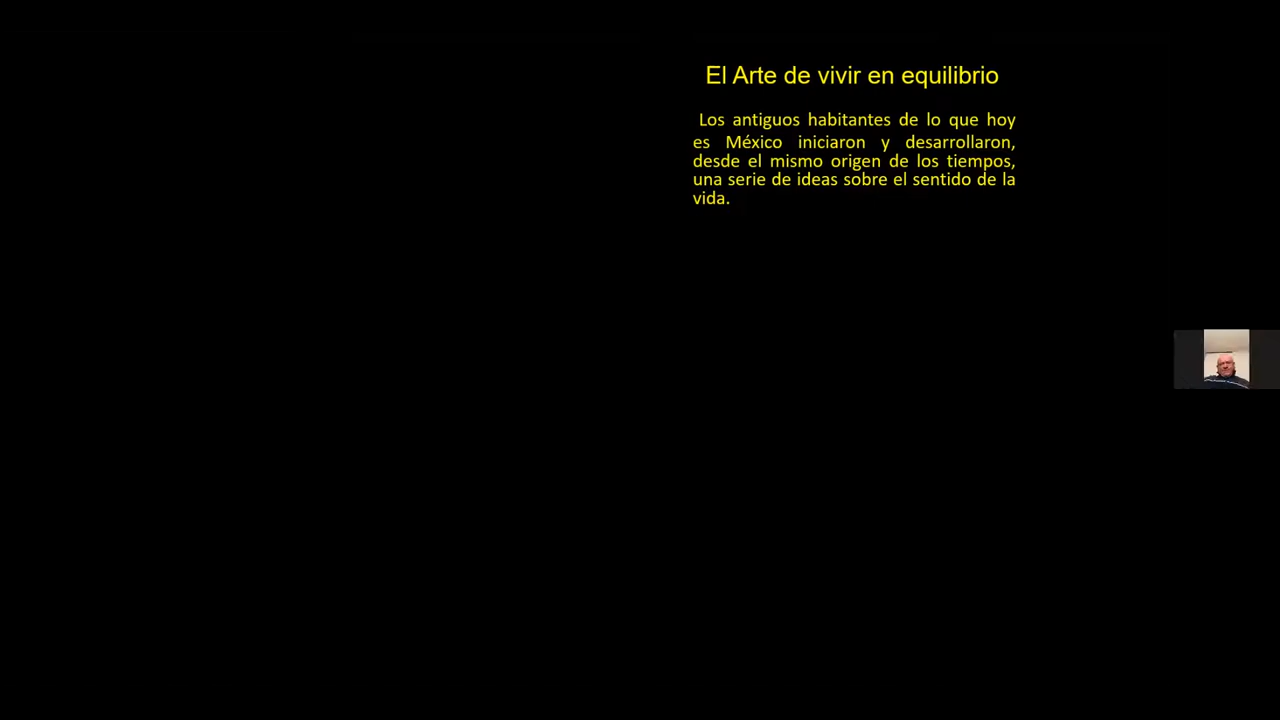 El Arte de vivir en equilibrio
Los antiguos habitantes de lo que hoy
es México iniciaron y desarrollaron,
desde el mismo origen de los tiempos,
una serie de ideas sobre el sentido de la
vida.